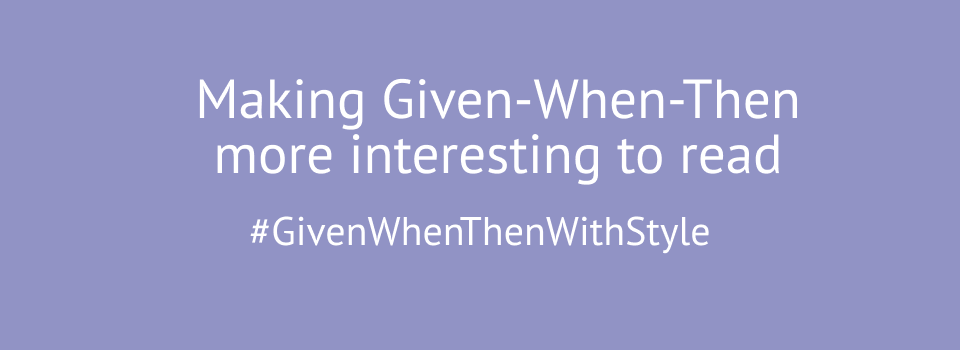 Making Given-When-Then
more interesting to read
#GivenWhenThenWithStyle